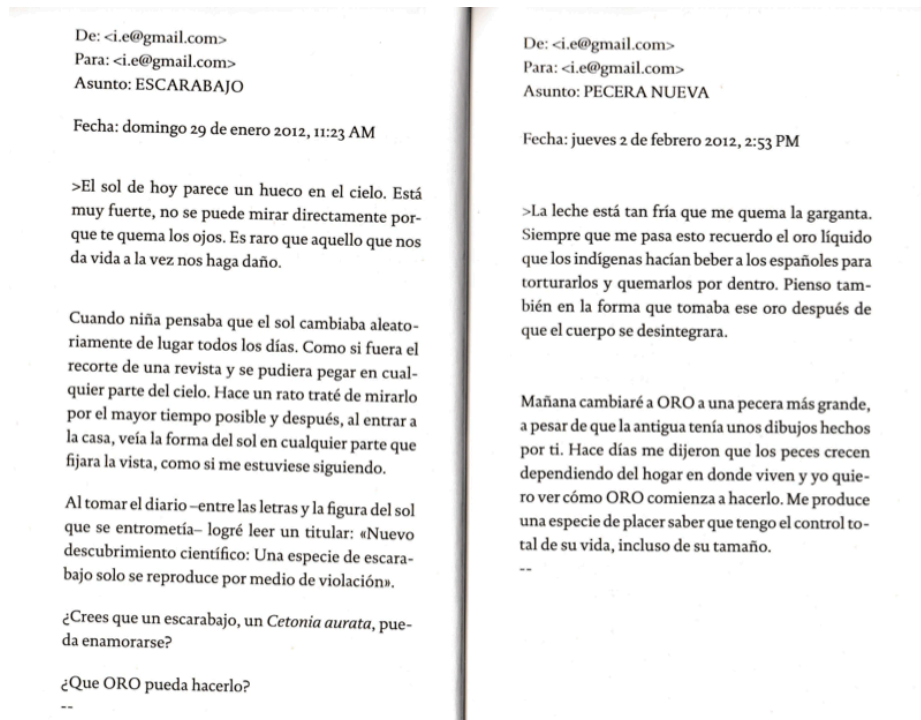 De: <i.e@gmail.com>
Para: <i.e@gmail.com>
Asunto: ESCARABAJO
Fecha: domingo 29 de enero 2012, 11:23 AM
>El sol de hoy parece un hueco en el cielo. Está
muy fuerte, no se puede mirar directamente por-
que te quema los ojos. Es raro que aquello que nos
da vida a la vez nos haga daño.
Cuando niña pensaba que el sol cambiaba aleato-
riamente de lugar todos los días. Como si fuera el
recorte de una revista y se pudiera pegar en cual-
quier parte del cielo. Hace un rato traté de mirarlo
por el mayor tiempo posible y después, al entrar a
la casa, veía la forma del sol en cualquier parte que
fijara la vista, como si me estuviese siguiendo.
Al tomar el diario –entre las letras y la figura del sol
que se entrometía– logré leer un titular: «Nuevo
descubrimiento científico: Una especie de escara-
bajo solo se reproduce por medio de violación».
¿Crees que un escarabajo, un Cetonia aurata, pue-
da enamorarse?
¿Que ORO pueda hacerlo?
--
De: <i.e@gmail.com>
Para: <i.e@gmail.com>
Asunto: PECERA NUEVA
Fecha: jueves 2 de febrero 2012, 2:53 PM
>La leche está tan fría que me quema la garganta.
Siempre que me pasa esto recuerdo el oro líquido
que los indígenas hacían beber a los españoles para
torturarlos y quemarlos por dentro. Pienso tam-
bién en la forma que tomaba ese oro después de
que el cuerpo se desintegrara.
Mañana cambiaré a ORO a una pecera más grande,
a pesar de que la antigua tenía unos dibujos hechos
por ti. Hace días me dijeron que los peces crecen
dependiendo del hogar en donde viven y yo quie-
ro ver cómo ORO comienza a hacerlo. Me produce
una especie de placer saber que tengo el control to-
tal de su vida, incluso de su tamaño.
--